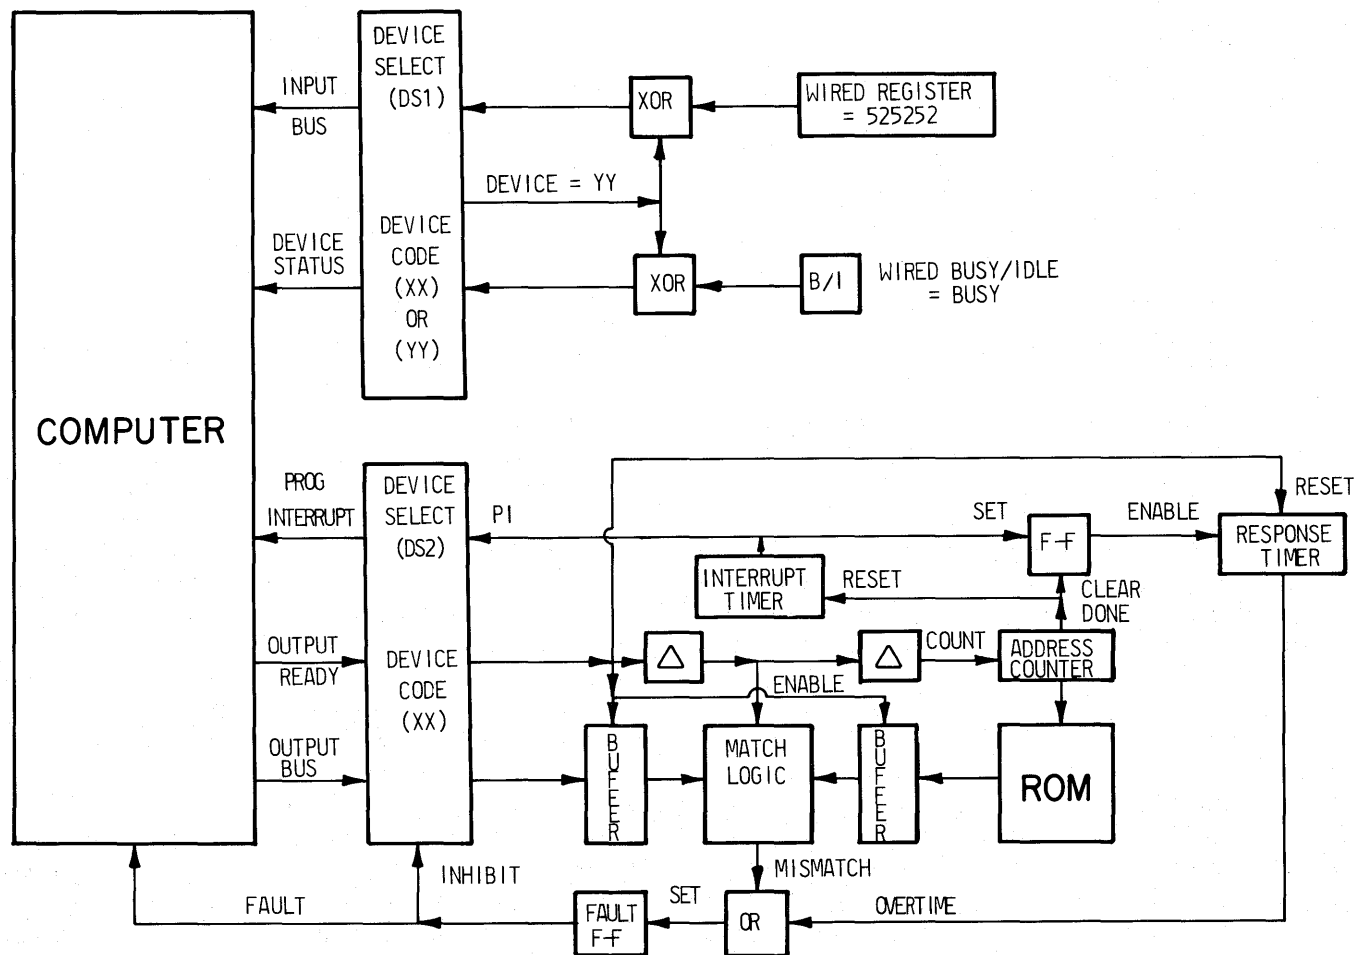 COMPUTER
INPUT
BUS
DEVICE
STATUS
DEVICE
SELECT
(DS1)
DEVICE
CODE
(XX)
OR
(YY)
DEVICE = YY
XOR
WIRED REGISTER
= 525252
XOR
B/I
WIRED BUSY/IDLE
= BUSY
PROG
INTERRUPT
OUTPUT
READY
OUTPUT
BUS
DEVICE
SELECT
(DS2)
DEVICE
CODE
(XX)
PI
INTERRUPT
TIMER
RESET
SET
F-F
ENABLE
RESET
RESPONSE
TIMER
CLEAR
DONE
Δ
ENABLE
Δ
COUNT
ADDRESS
COUNTER
BUFEER
MATCH
LOGIC
BUFEER
ROM
MISMATCH
INHIBIT
FAULT
FAULT
F-F
SET
OR
OVERTIME